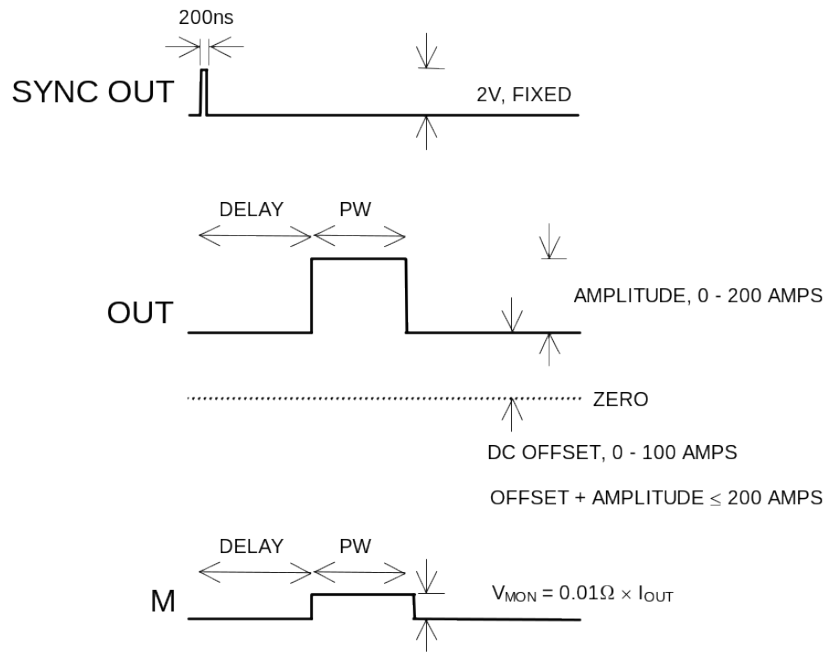 200ns
SYNC OUT
2V, FIXED
DELAY PW
OUT
AMPLITUDE, 0 - 200 AMPS
ZERO
DC OFFSET, 0 - 100 AMPS
OFFSET + AMPLITUDE ≤ 200 AMPS
DELAY PW
M
VMON = 0.01Ω × IOUT